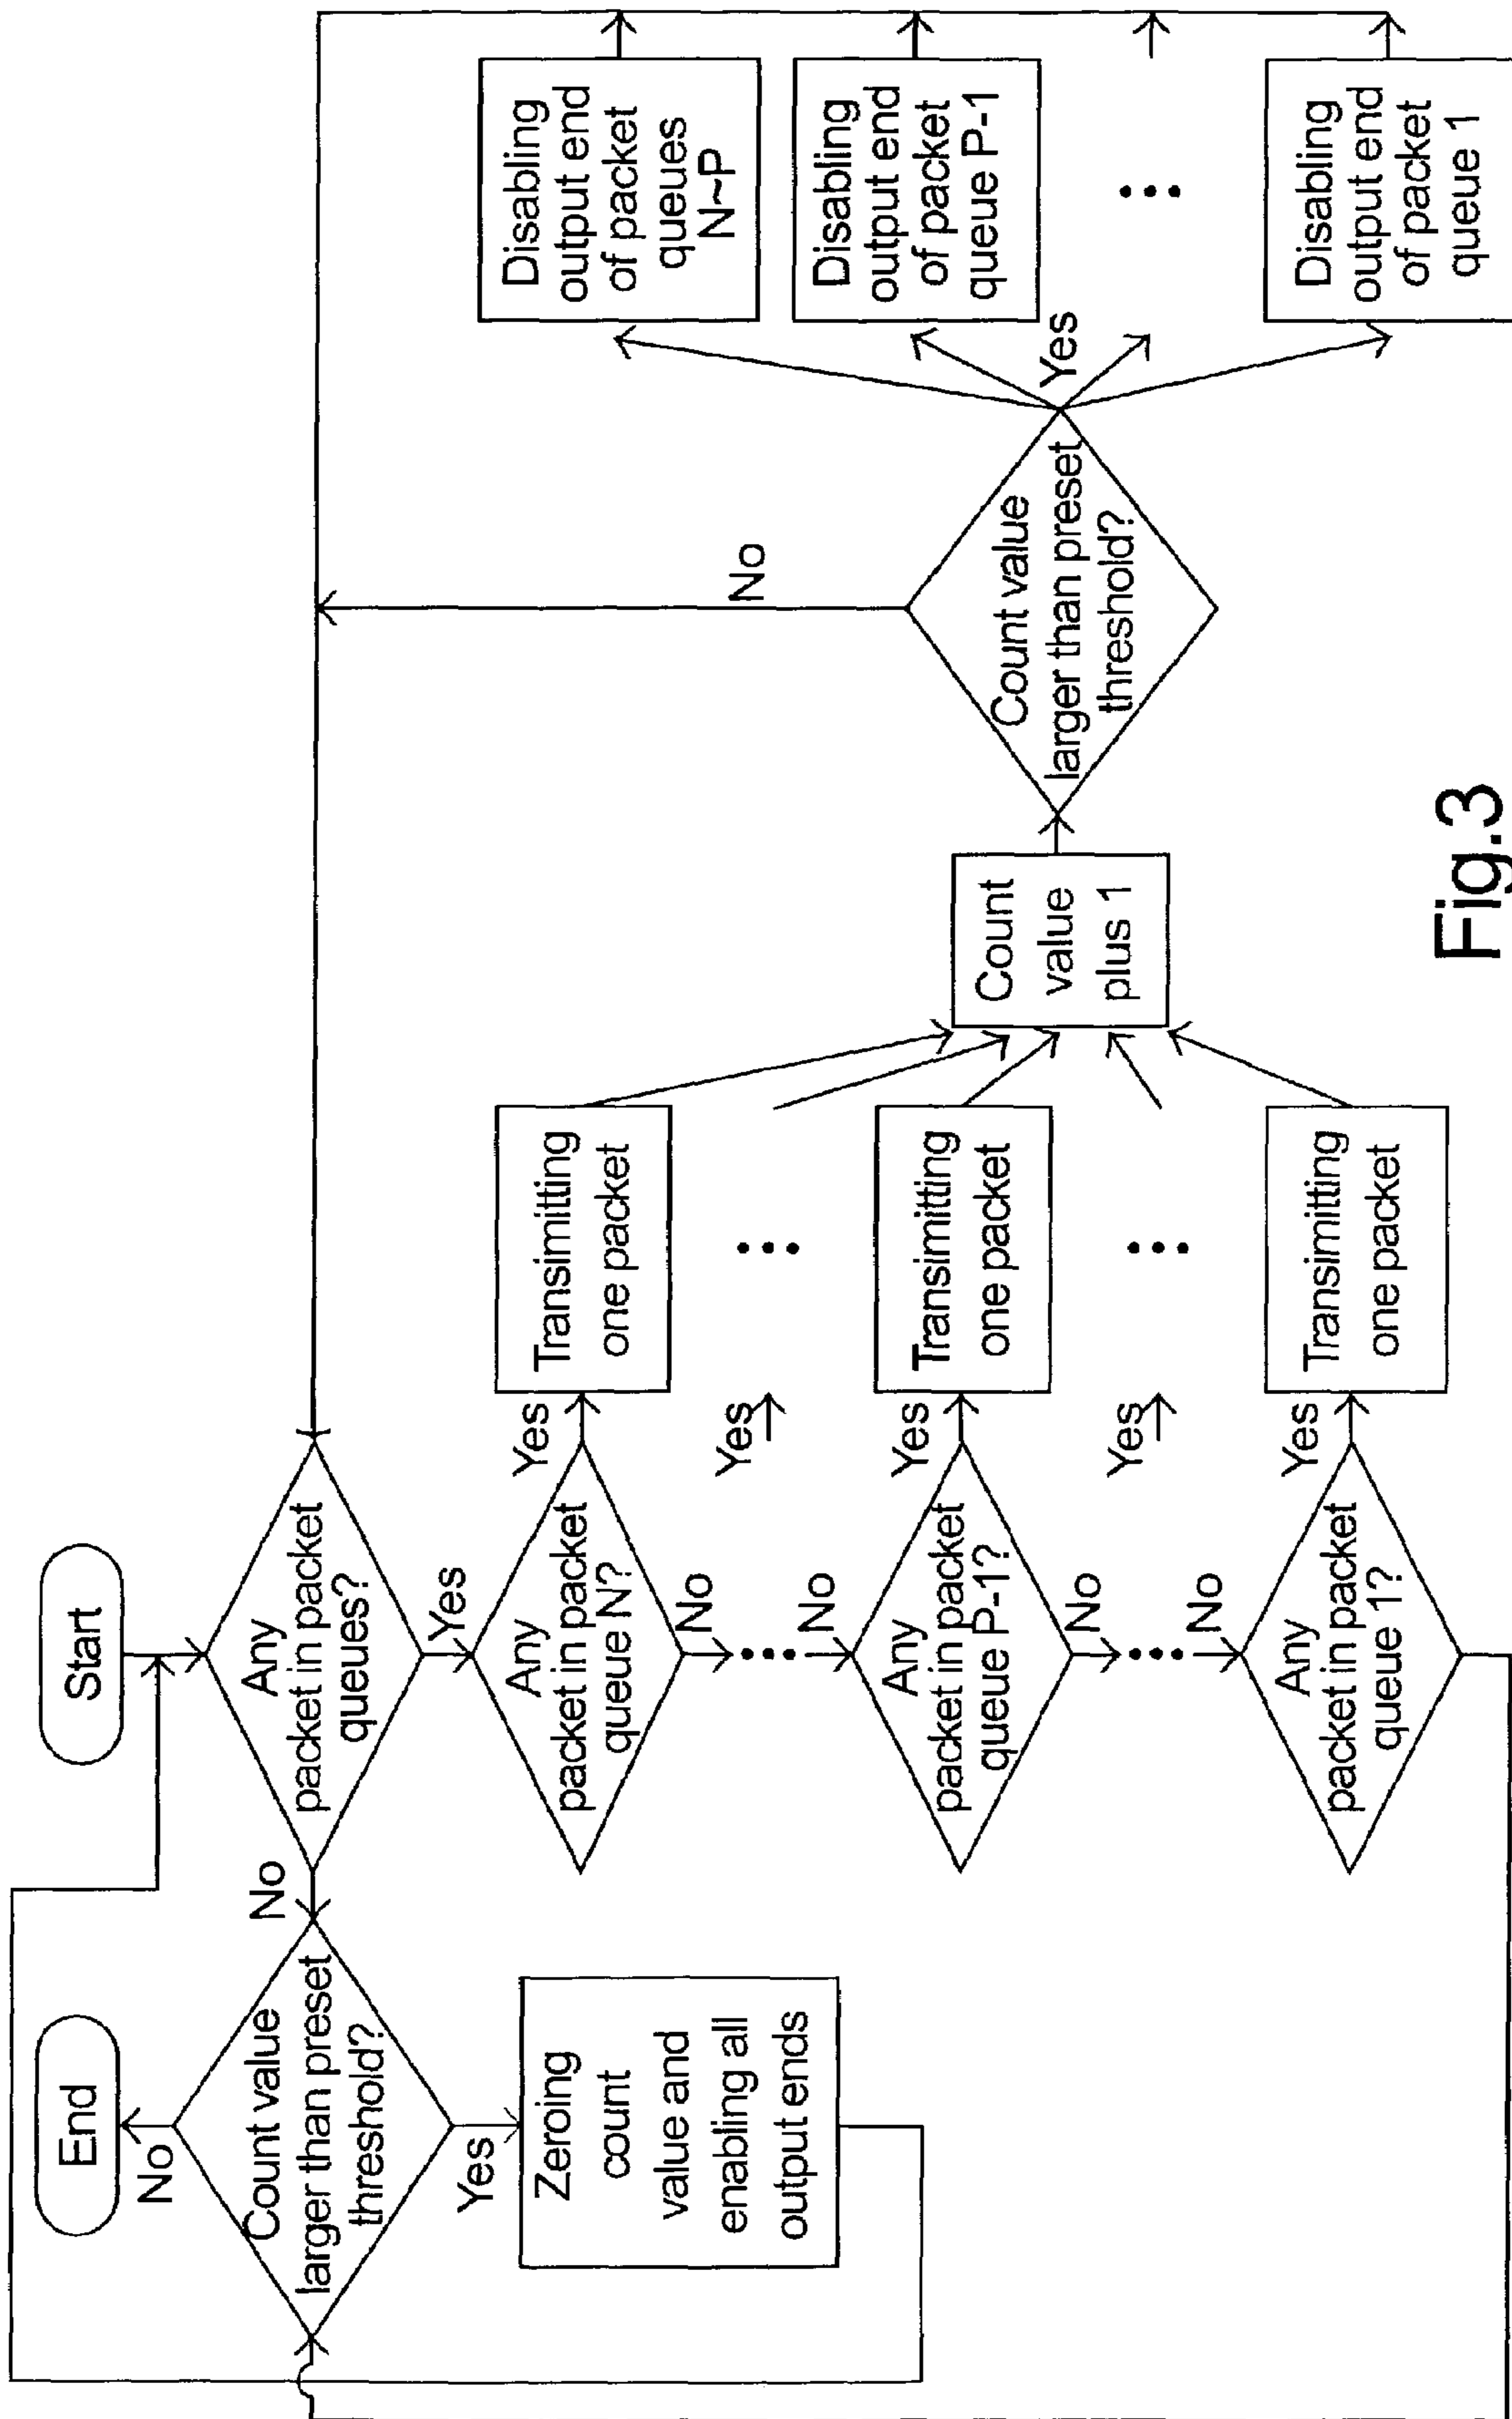 Start
End
Any
packet in packet
queues?
No
Yes
Count value
larger than preset
threshold?
No
Yes
Zeroing
count
value and
enabling all
output ends
Any
packet in packet
queue N?
Yes
No
Transimitting
one packet
Yes
No
Any
packet in packet
queue P-1?
Yes
No
Transimitting
one packet
Yes
No
Any
packet in packet
queue 1?
Yes
Transimitting
one packet
Count
value
plus 1
Count value
larger than preset
threshold?
No
Yes
Disabling
output end
of packet
queues
N~P
Disabling
output end
of packet
queue P-1
Disabling
output end
of packet
queue 1
Fig.3